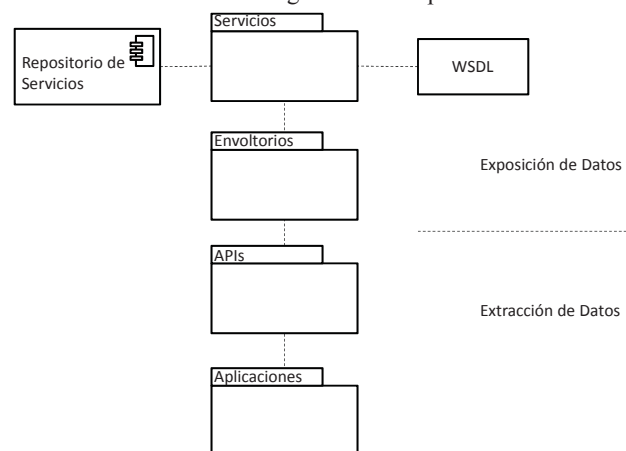 Servicios
Repositorio de
Servicios
WSDL
Envoltorios
Exposición de Datos
APIs
Extracción de Datos
Aplicaciones